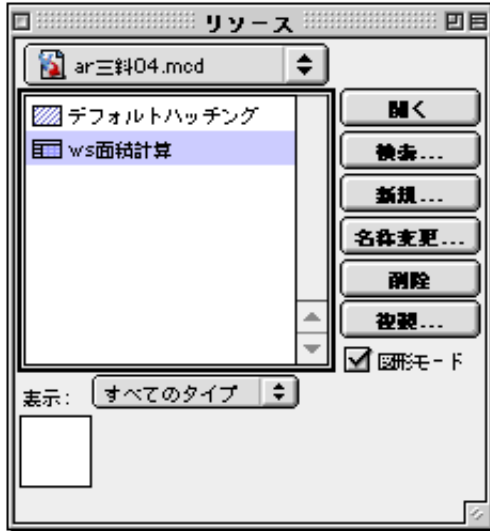 リソース
ar三斜04.mcd
デフォルトハッチング
ws面積計算
開く
検索...
新規...
名称変更...
削除
複製...
図形モード
表示:
すべてのタイプ